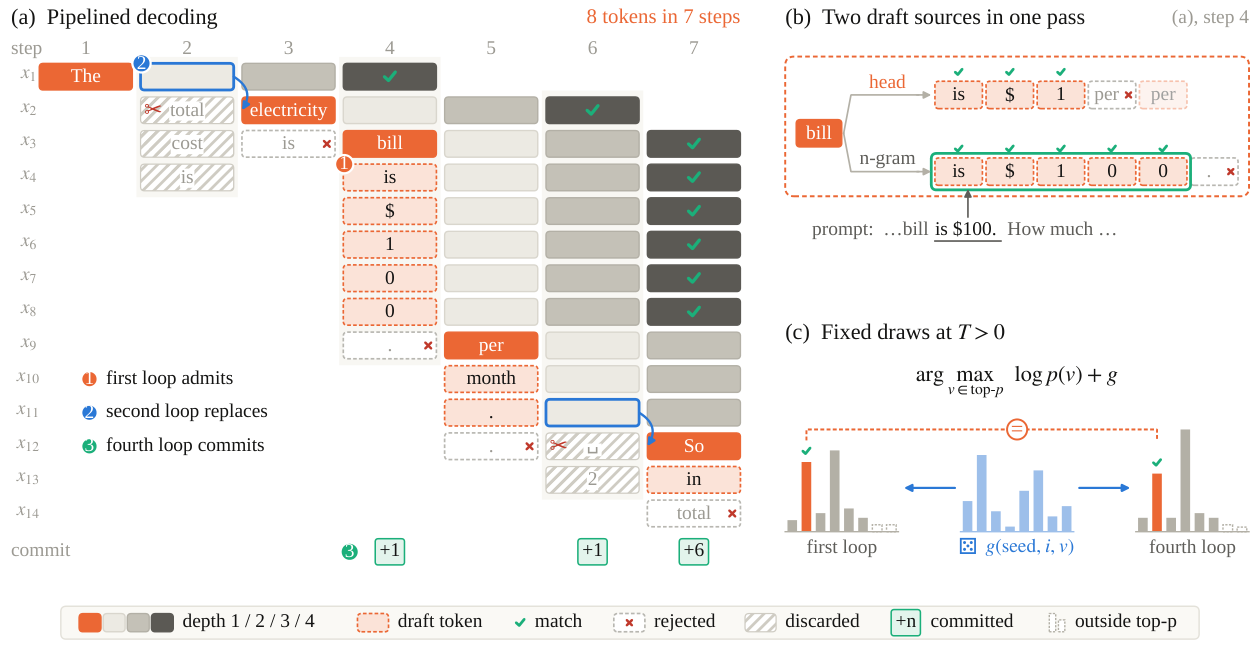 (a) Pipelined decoding
8 tokens in 7 steps
step 1 2 3 4 5 6 7
x1 The 2
x2 total electricity
x3 cost is bill
x4 is 1 is
x5 $
x6 1
x7 0
x8 0
x9 . per
x10 month
x11 .
x12 . ␣ So
x13 2 in
x14 total
1 first loop admits
2 second loop replaces
3 fourth loop commits
commit 3 +1 +1 +6
(b) Two draft sources in one pass
(a), step 4
head is $ 1 per per
bill
n-gram is $ 1 0 0 .
prompt: …bill is $100. How much …
(c) Fixed draws at T > 0
arg max log p(v) + g
v ∈ top-p
=
first loop
g(seed, i, v)
fourth loop
depth 1 / 2 / 3 / 4 draft token match rejected discarded +n committed outside top-p